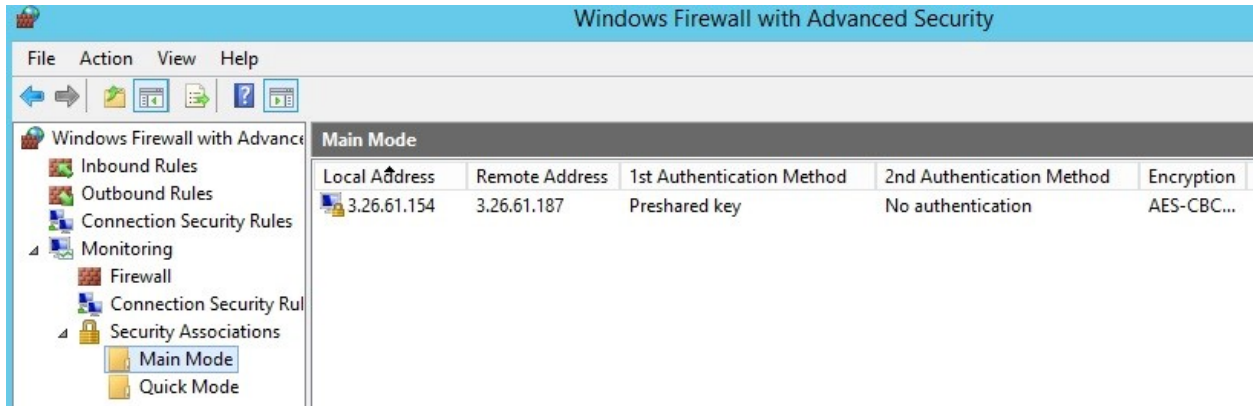 Windows Firewall with Advanced Security
File Action View Help
Windows Firewall with Advance
Inbound Rules
Outbound Rules
Connection Security Rules
Monitoring
Firewall
Connection Security Rul
Security Associations
Main Mode
Quick Mode
Main Mode
Local Address Remote Address 1st Authentication Method 2nd Authentication Method Encryption
3.26.61.154 3.26.61.187 Preshared key No authentication AES-CBC...